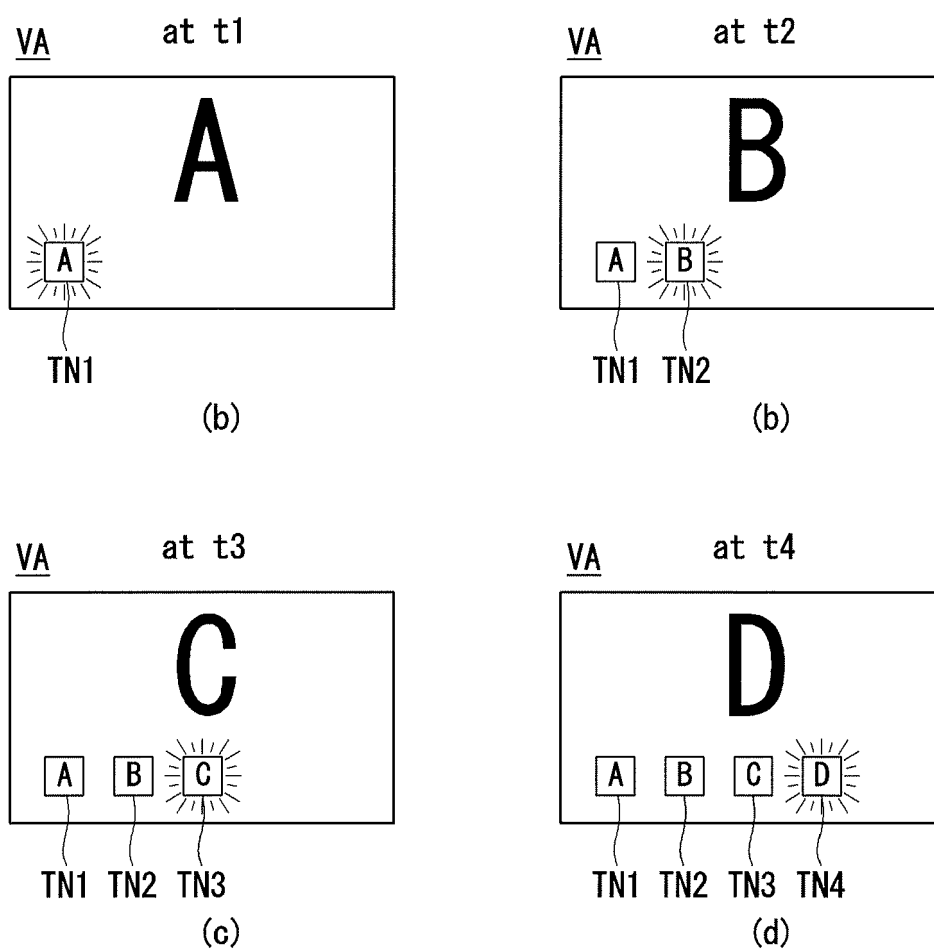 VA at t1
A
A
TN1
(b)
VA at t2
B
A B
TN1 TN2
(b)
VA at t3
C
A B C
TN1 TN2 TN3
(c)
VA at t4
D
A B C D
TN1 TN2 TN3 TN4
(d)